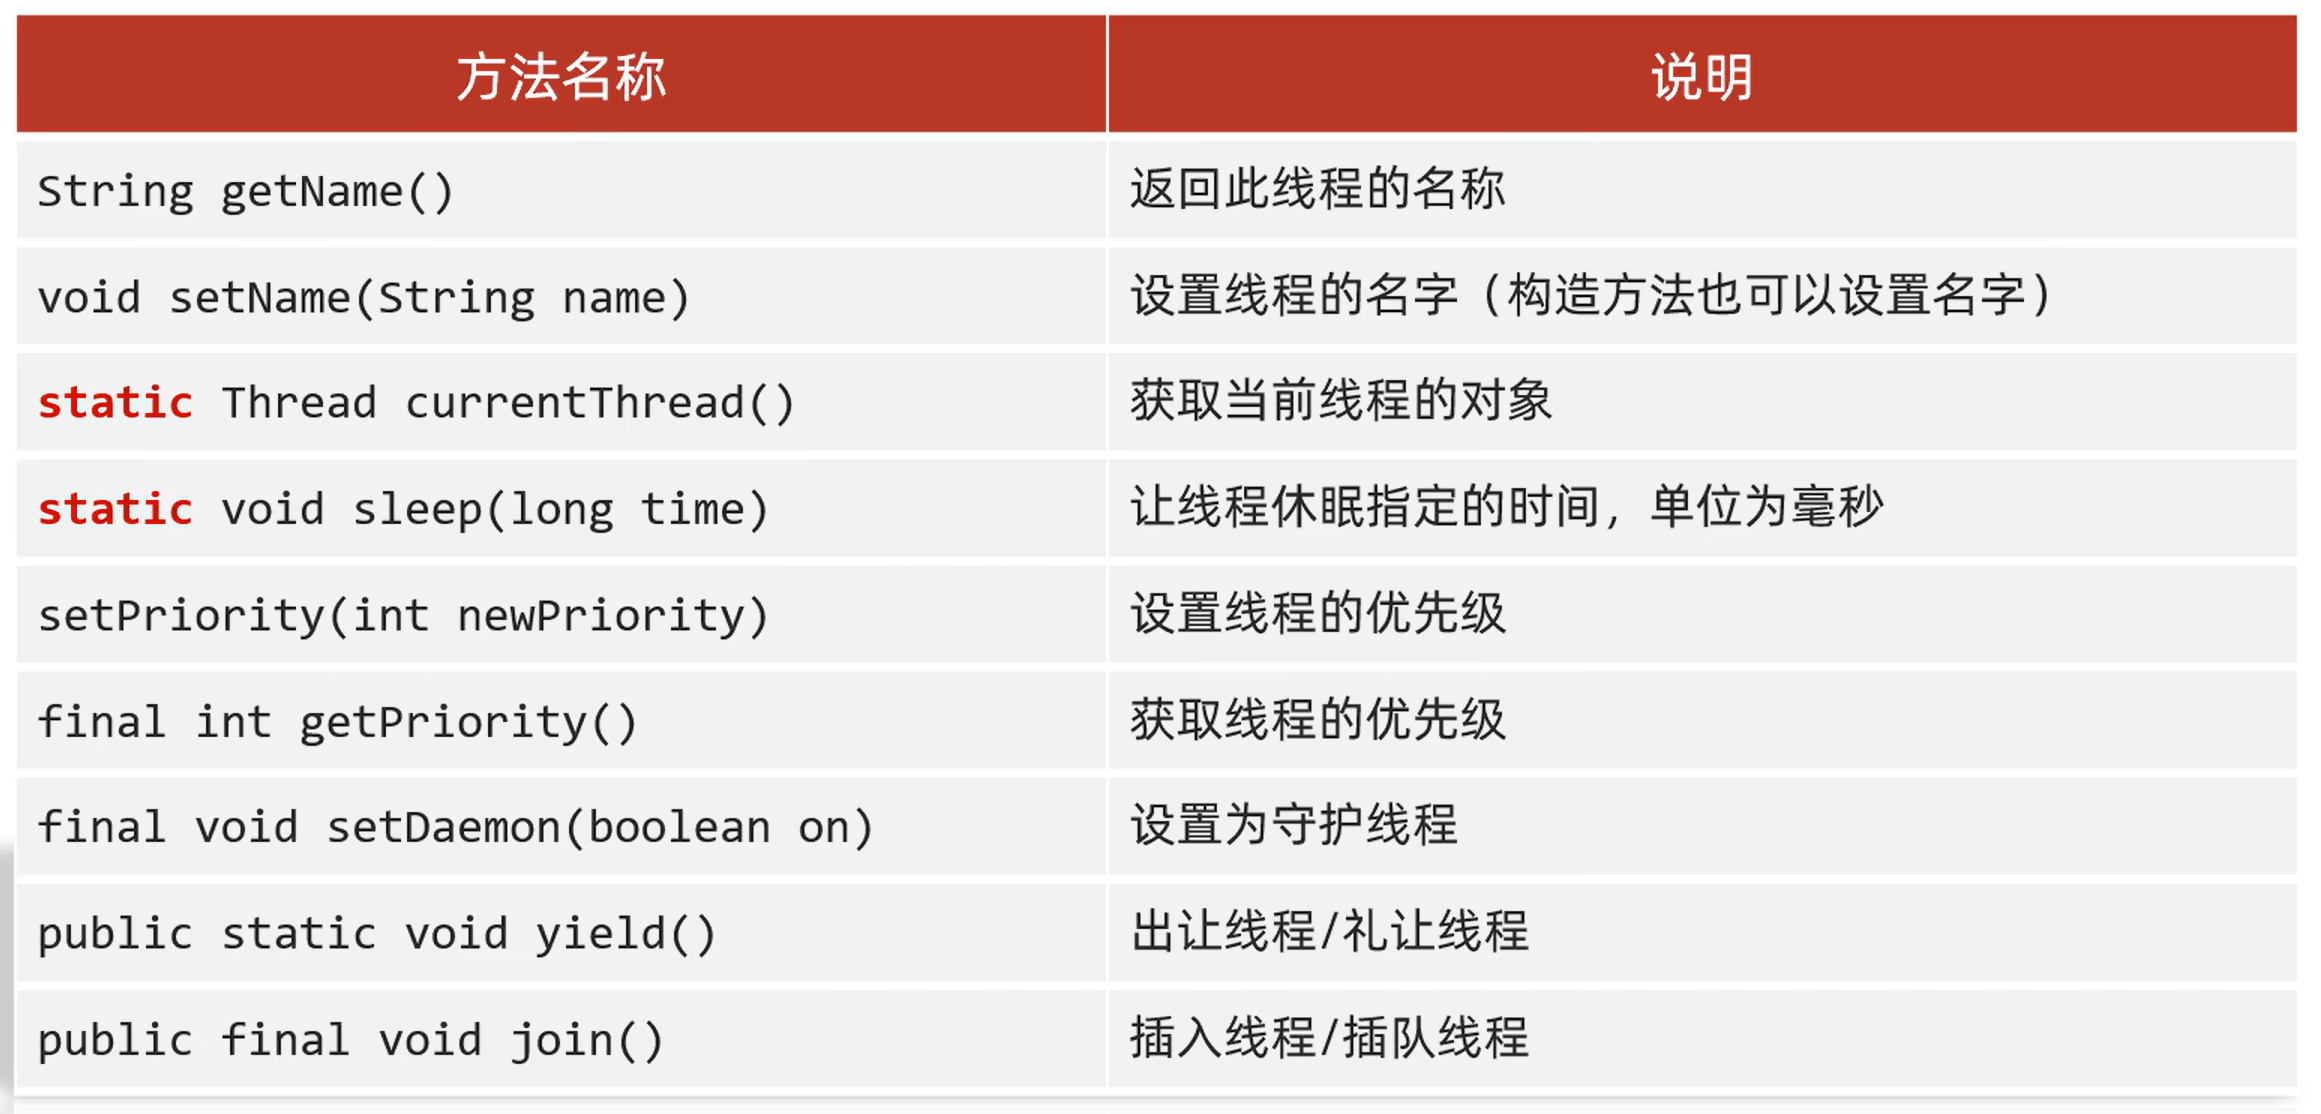 方法名称 说明
String getName() 返回此线程的名称
void setName(String name) 设置线程的名字（构造方法也可以设置名字）
static Thread currentThread() 获取当前线程的对象
static void sleep(long time) 让线程休眠指定的时间，单位为毫秒
setPriority(int newPriority) 设置线程的优先级
final int getPriority() 获取线程的优先级
final void setDaemon(boolean on) 设置为守护线程
public static void yield() 出让线程/礼让线程
public final void join() 插入线程/插队线程